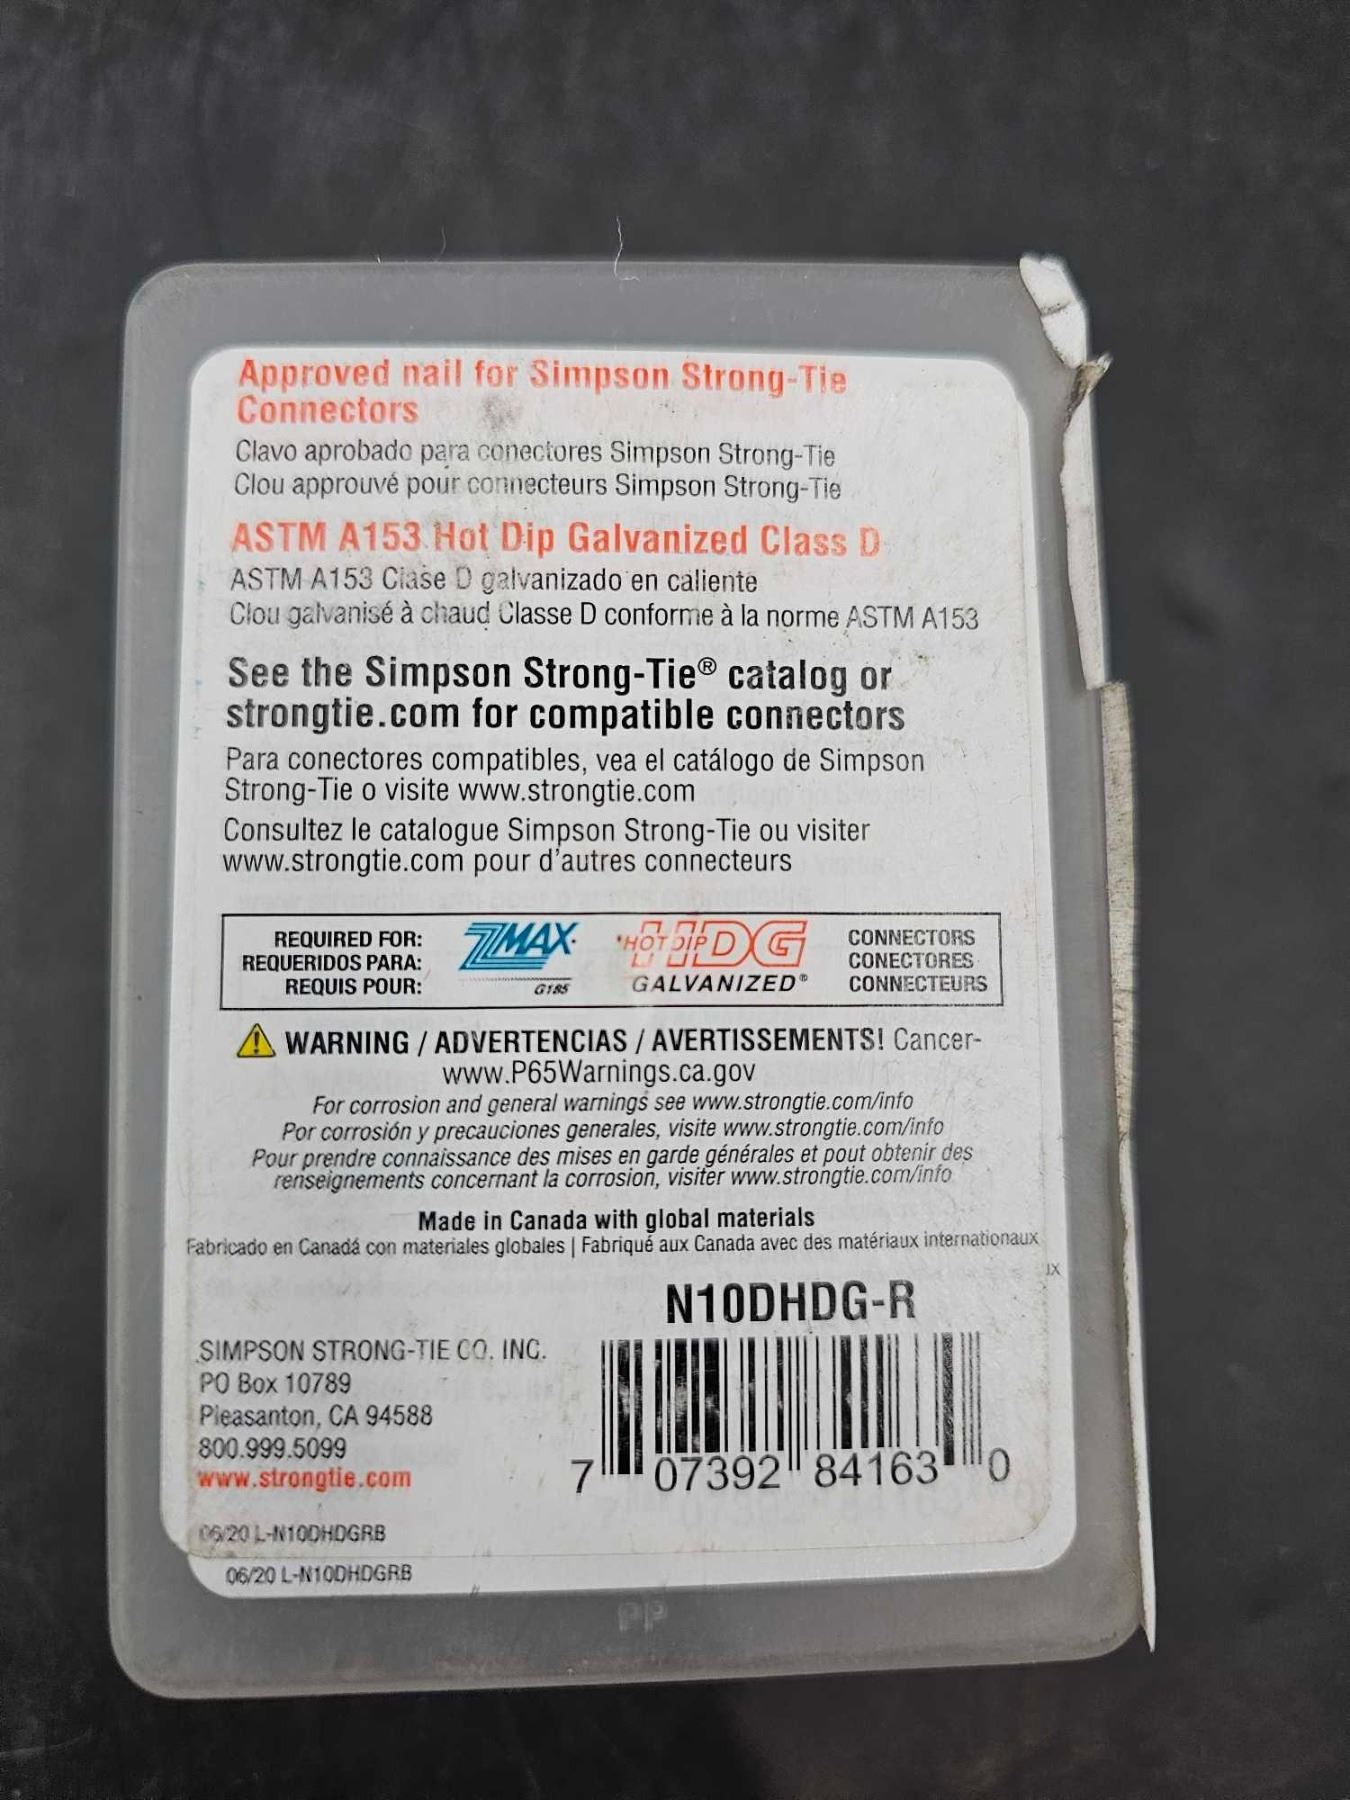 Approved nail for Simpson Strong-Tie
Connectors
Clavo aprobado para conectores Simpson Strong-Tie
Clou approuvé pour connecteurs Simpson Strong-Tie
ASTM A153 Hot Dip Galvanized Class D
ASTM A153 Clase D galvanizado en caliente
Clou galvanisé à chaud Classe D conforme à la norme ASTM A153
See the Simpson Strong-Tie® catalog or
strongtie.com for compatible connectors
Para conectores compatibles, vea el catálogo de Simpson
Strong-Tie o visite www.strongtie.com
Consultez le catalogue Simpson Strong-Tie ou visiter
www.strongtie.com pour d'autres connecteurs
REQUIRED FOR:
REQUERIDOS PARA:
REQUIS POUR:
ZMAX
G185
HOT DIP HDG
GALVANIZED®
CONNECTORS
CONECTORES
CONNECTEURS
WARNING / ADVERTENCIAS / AVERTISSEMENTS! Cancer-
www.P65Warnings.ca.gov
For corrosion and general warnings see www.strongtie.com/info
Por corrosión y precauciones generales, visite www.strongtie.com/info
Pour prendre connaissance des mises en garde générales et pout obtenir des
renseignements concernant la corrosion, visiter www.strongtie.com/info
Made in Canada with global materials
Fabricado en Canadá con materiales globales | Fabriqué aux Canada avec des matériaux internationaux
N10DHDG-R
SIMPSON STRONG-TIE CO. INC.
PO Box 10789
Pleasanton, CA 94588
800.999.5099
www.strongtie.com
7 07392 84163 0
06/20 L-N10DHDGRB
06/20 L-N10DHDGRB
PP